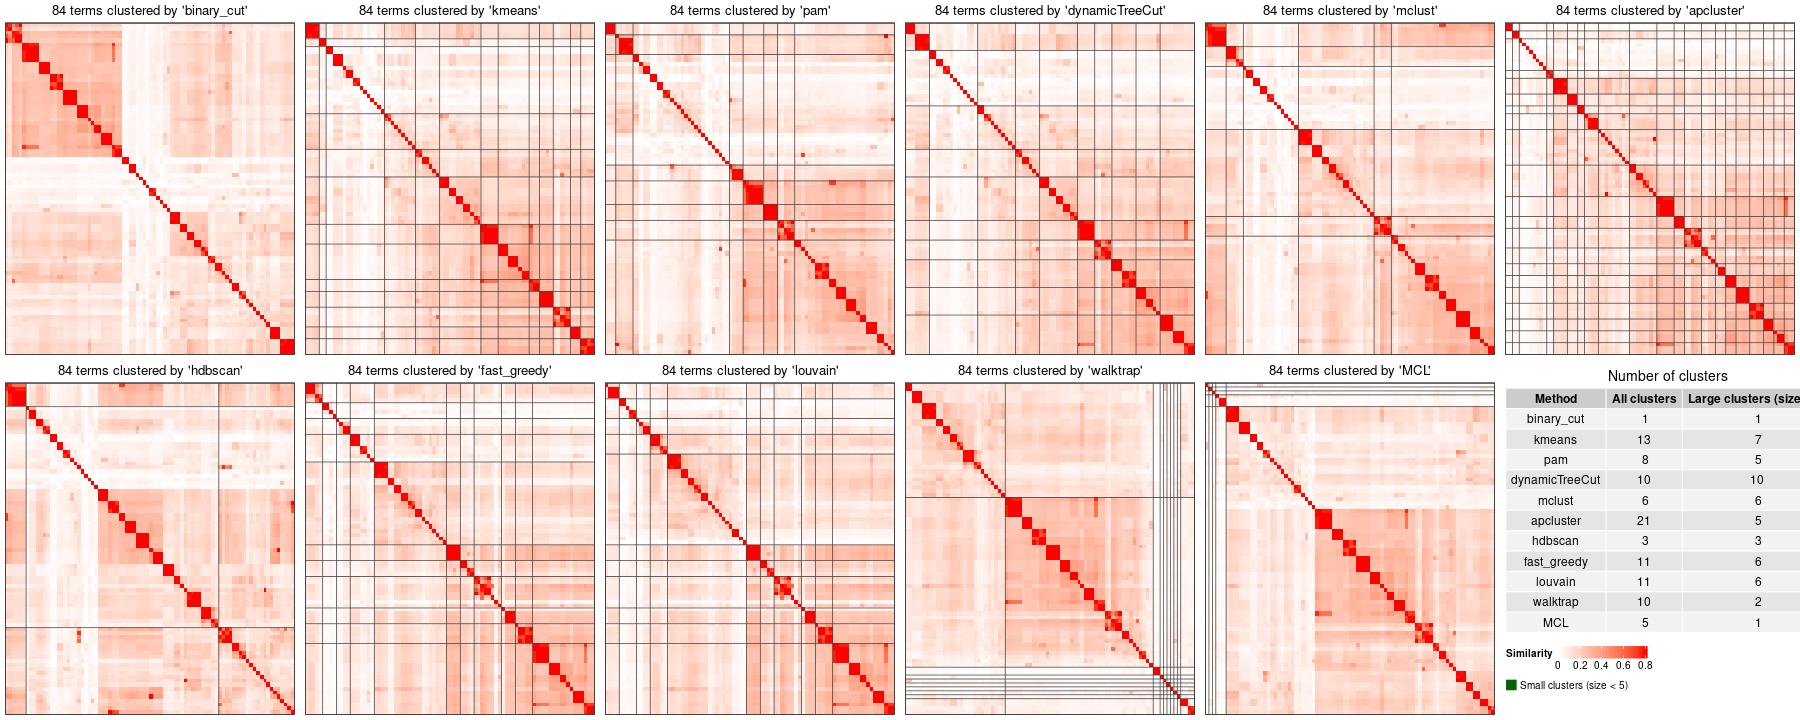 84 terms clustered by 'binary_cut'
84 terms clustered by 'kmeans'
84 terms clustered by 'pam'
84 terms clustered by 'dynamicTreeCut'
84 terms clustered by 'mclust'
84 terms clustered by 'apcluster'
84 terms clustered by 'hdbscan'
84 terms clustered by 'fast_greedy'
84 terms clustered by 'louvain'
84 terms clustered by 'walktrap'
84 terms clustered by 'MCL'
Number of clusters
Method All clusters Large clusters (size
binary_cut 1 1
kmeans 13 7
pam 8 5
dynamicTreeCut 10 10
mclust 6 6
apcluster 21 5
hdbscan 3 3
fast_greedy 11 6
louvain 11 6
walktrap 10 2
MCL 5 1
Similarity
0 0.2 0.4 0.6 0.8
Small clusters (size < 5)